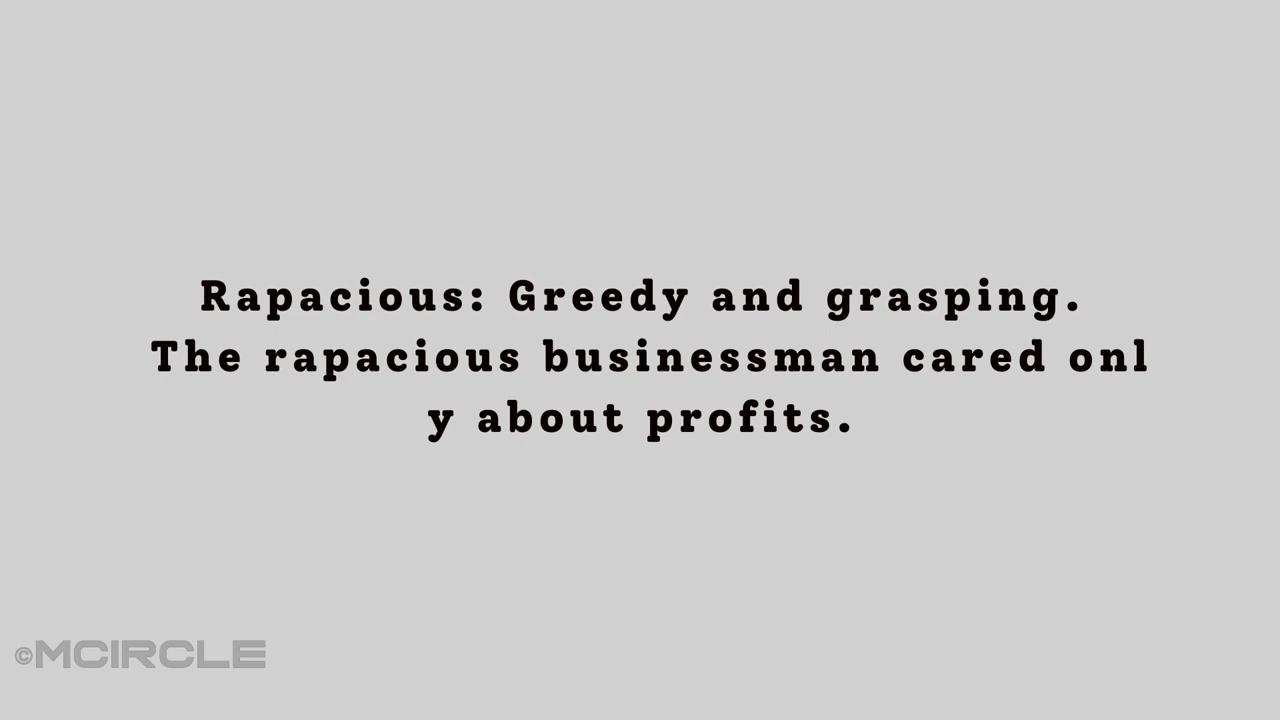 Rapacious: Greedy and grasping.
The rapacious businessman cared onl
y about profits.
©MCIRCLE